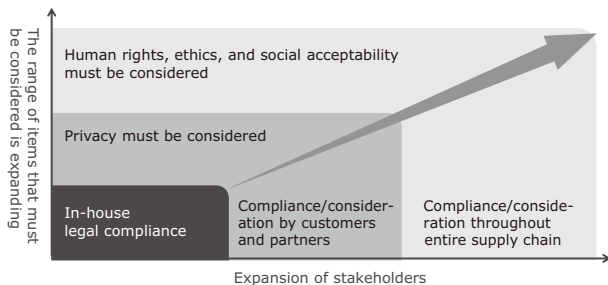 The range of items that must
be considered is expanding
Human rights, ethics, and social acceptability
must be considered
Privacy must be considered
In-house
legal compliance
Compliance/consider-
ation by customers
and partners
Compliance/conside-
ration throughout
entire supply chain
Expansion of stakeholders